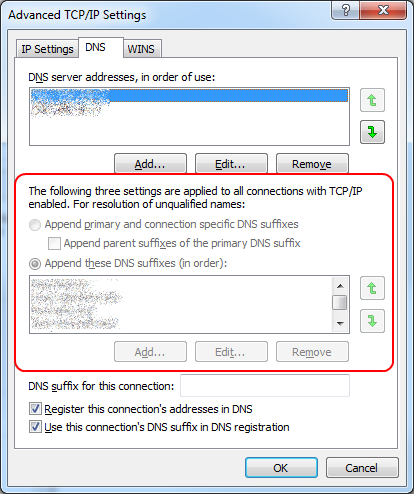 Advanced TCP/IP Settings
IP Settings DNS WINS
DNS server addresses, in order of use:
Add... Edit... Remove
The following three settings are applied to all connections with TCP/IP
enabled. For resolution of unqualified names:
Append primary and connection specific DNS suffixes
Append parent suffixes of the primary DNS suffix
Append these DNS suffixes (in order):
Add... Edit... Remove
DNS suffix for this connection:
Register this connection's addresses in DNS
Use this connection's DNS suffix in DNS registration
OK Cancel